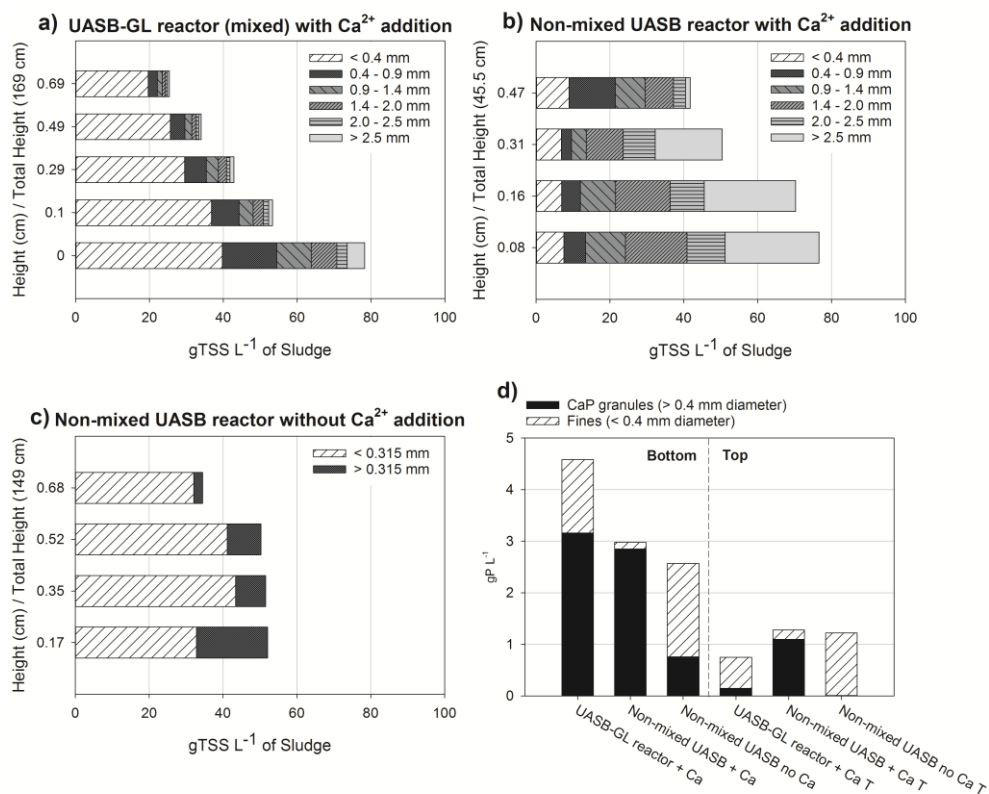 a) UASB-GL reactor (mixed) with Ca²⁺ addition
Height (cm) / Total Height (169 cm)
0.69
0.49
0.29
0.1
0
< 0.4 mm
0.4 - 0.9 mm
0.9 - 1.4 mm
1.4 - 2.0 mm
2.0 - 2.5 mm
> 2.5 mm
0 20 40 60 80 100
gTSS L⁻¹ of Sludge
b) Non-mixed UASB reactor with Ca²⁺ addition
Height (cm) / Total Height (45.5 cm)
0.47
0.31
0.16
0.08
< 0.4 mm
0.4 - 0.9 mm
0.9 - 1.4 mm
1.4 - 2.0 mm
2.0 - 2.5 mm
> 2.5 mm
0 20 40 60 80 100
gTSS L⁻¹ of Sludge
c) Non-mixed UASB reactor without Ca²⁺ addition
Height (cm) / Total Height (149 cm)
0.68
0.52
0.35
0.17
< 0.315 mm
> 0.315 mm
0 20 40 60 80 100
gTSS L⁻¹ of Sludge
d)
CaP granules (> 0.4 mm diameter)
Fines (< 0.4 mm diameter)
Bottom
Top
gP L⁻¹
5
4
3
2
1
0
UASB-GL reactor + Ca
Non-mixed UASB + Ca
Non-mixed UASB no Ca
UASB-GL reactor + Ca T
Non-mixed UASB + Ca T
Non-mixed UASB no Ca T